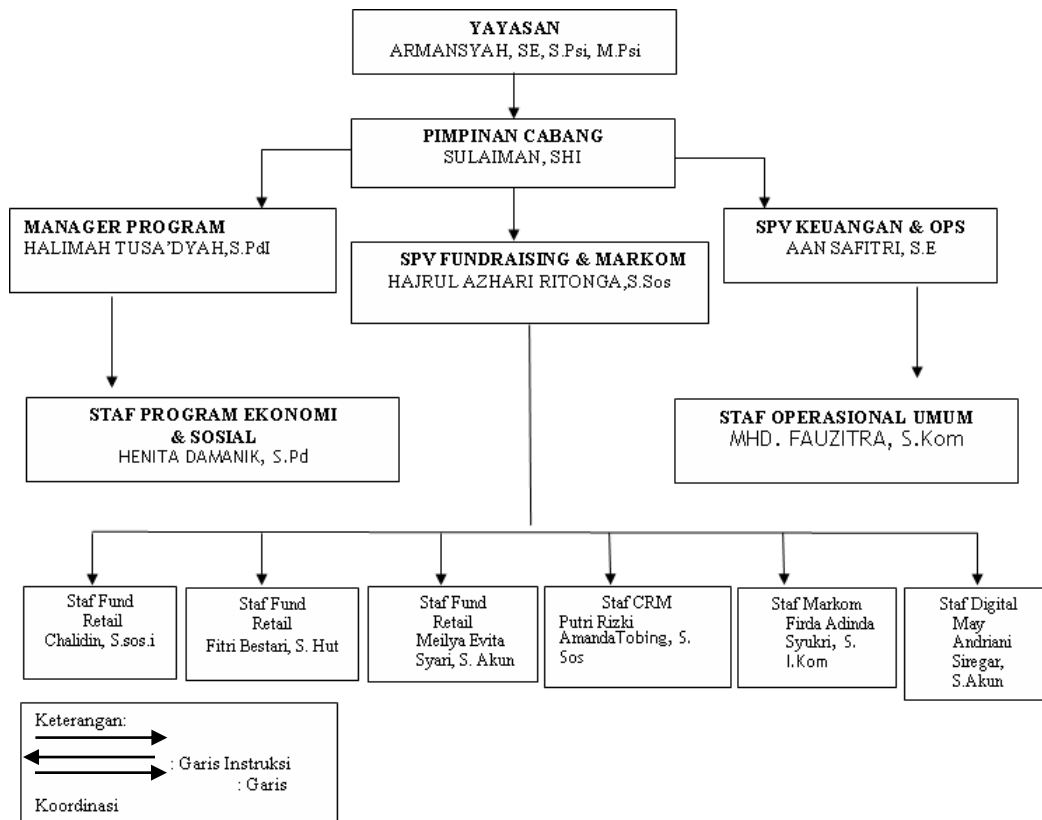 YAYASAN
ARMANSYAH, SE, S.Psi, M.Psi
PIMPINAN CABANG
SULAIMAN, SHI
MANAGER PROGRAM
HALIMAH TUSA'DYAH,S.PdI
SPV FUNDRAISING & MARKOM
HAJRUL AZHARI RITONGA,S.Sos
SPV KEUANGAN & OPS
AAN SAFITRI, S.E
STAF PROGRAM EKONOMI
& SOSIAL
HENITA DAMANIK, S.Pd
STAF OPERASIONAL UMUM
MHD. FAUZITRA, S.Kom
Staf Fund
Retail
Chalidin, S.sos.i
Staf Fund
Retail
Fitri Bestari, S. Hut
Staf Fund
Retail
Meilya Evita
Syari, S. Akun
Staf CRM
Putri Rizki
AmandaTobing, S.
Sos
Staf Markom
Firda Adinda
Syukri, S.
I.Kom
Staf Digital
May
Andriani
Siregar,
S.Akun
Keterangan:
: Garis Instruksi
: Garis
Koordinasi